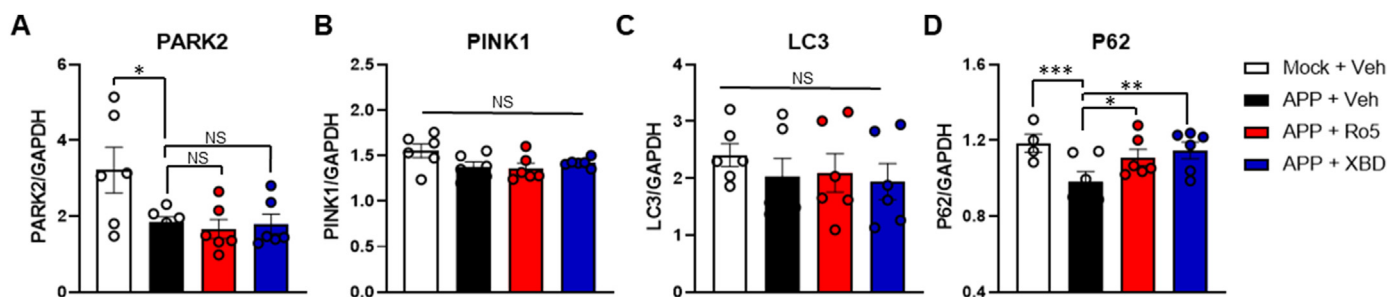 A
PARK2
PARK2/GAPDH
6
4
2
0
*
NS
NS
B
PINK1
PINK1/GAPDH
2.5
2.0
1.5
1.0
0.5
0.0
NS
C
LC3
LC3/GAPDH
4
3
2
1
0
NS
D
P62
P62/GAPDH
1.6
1.2
0.8
0.4
***
**
*
Mock + Veh
APP + Veh
APP + Ro5
APP + XBD